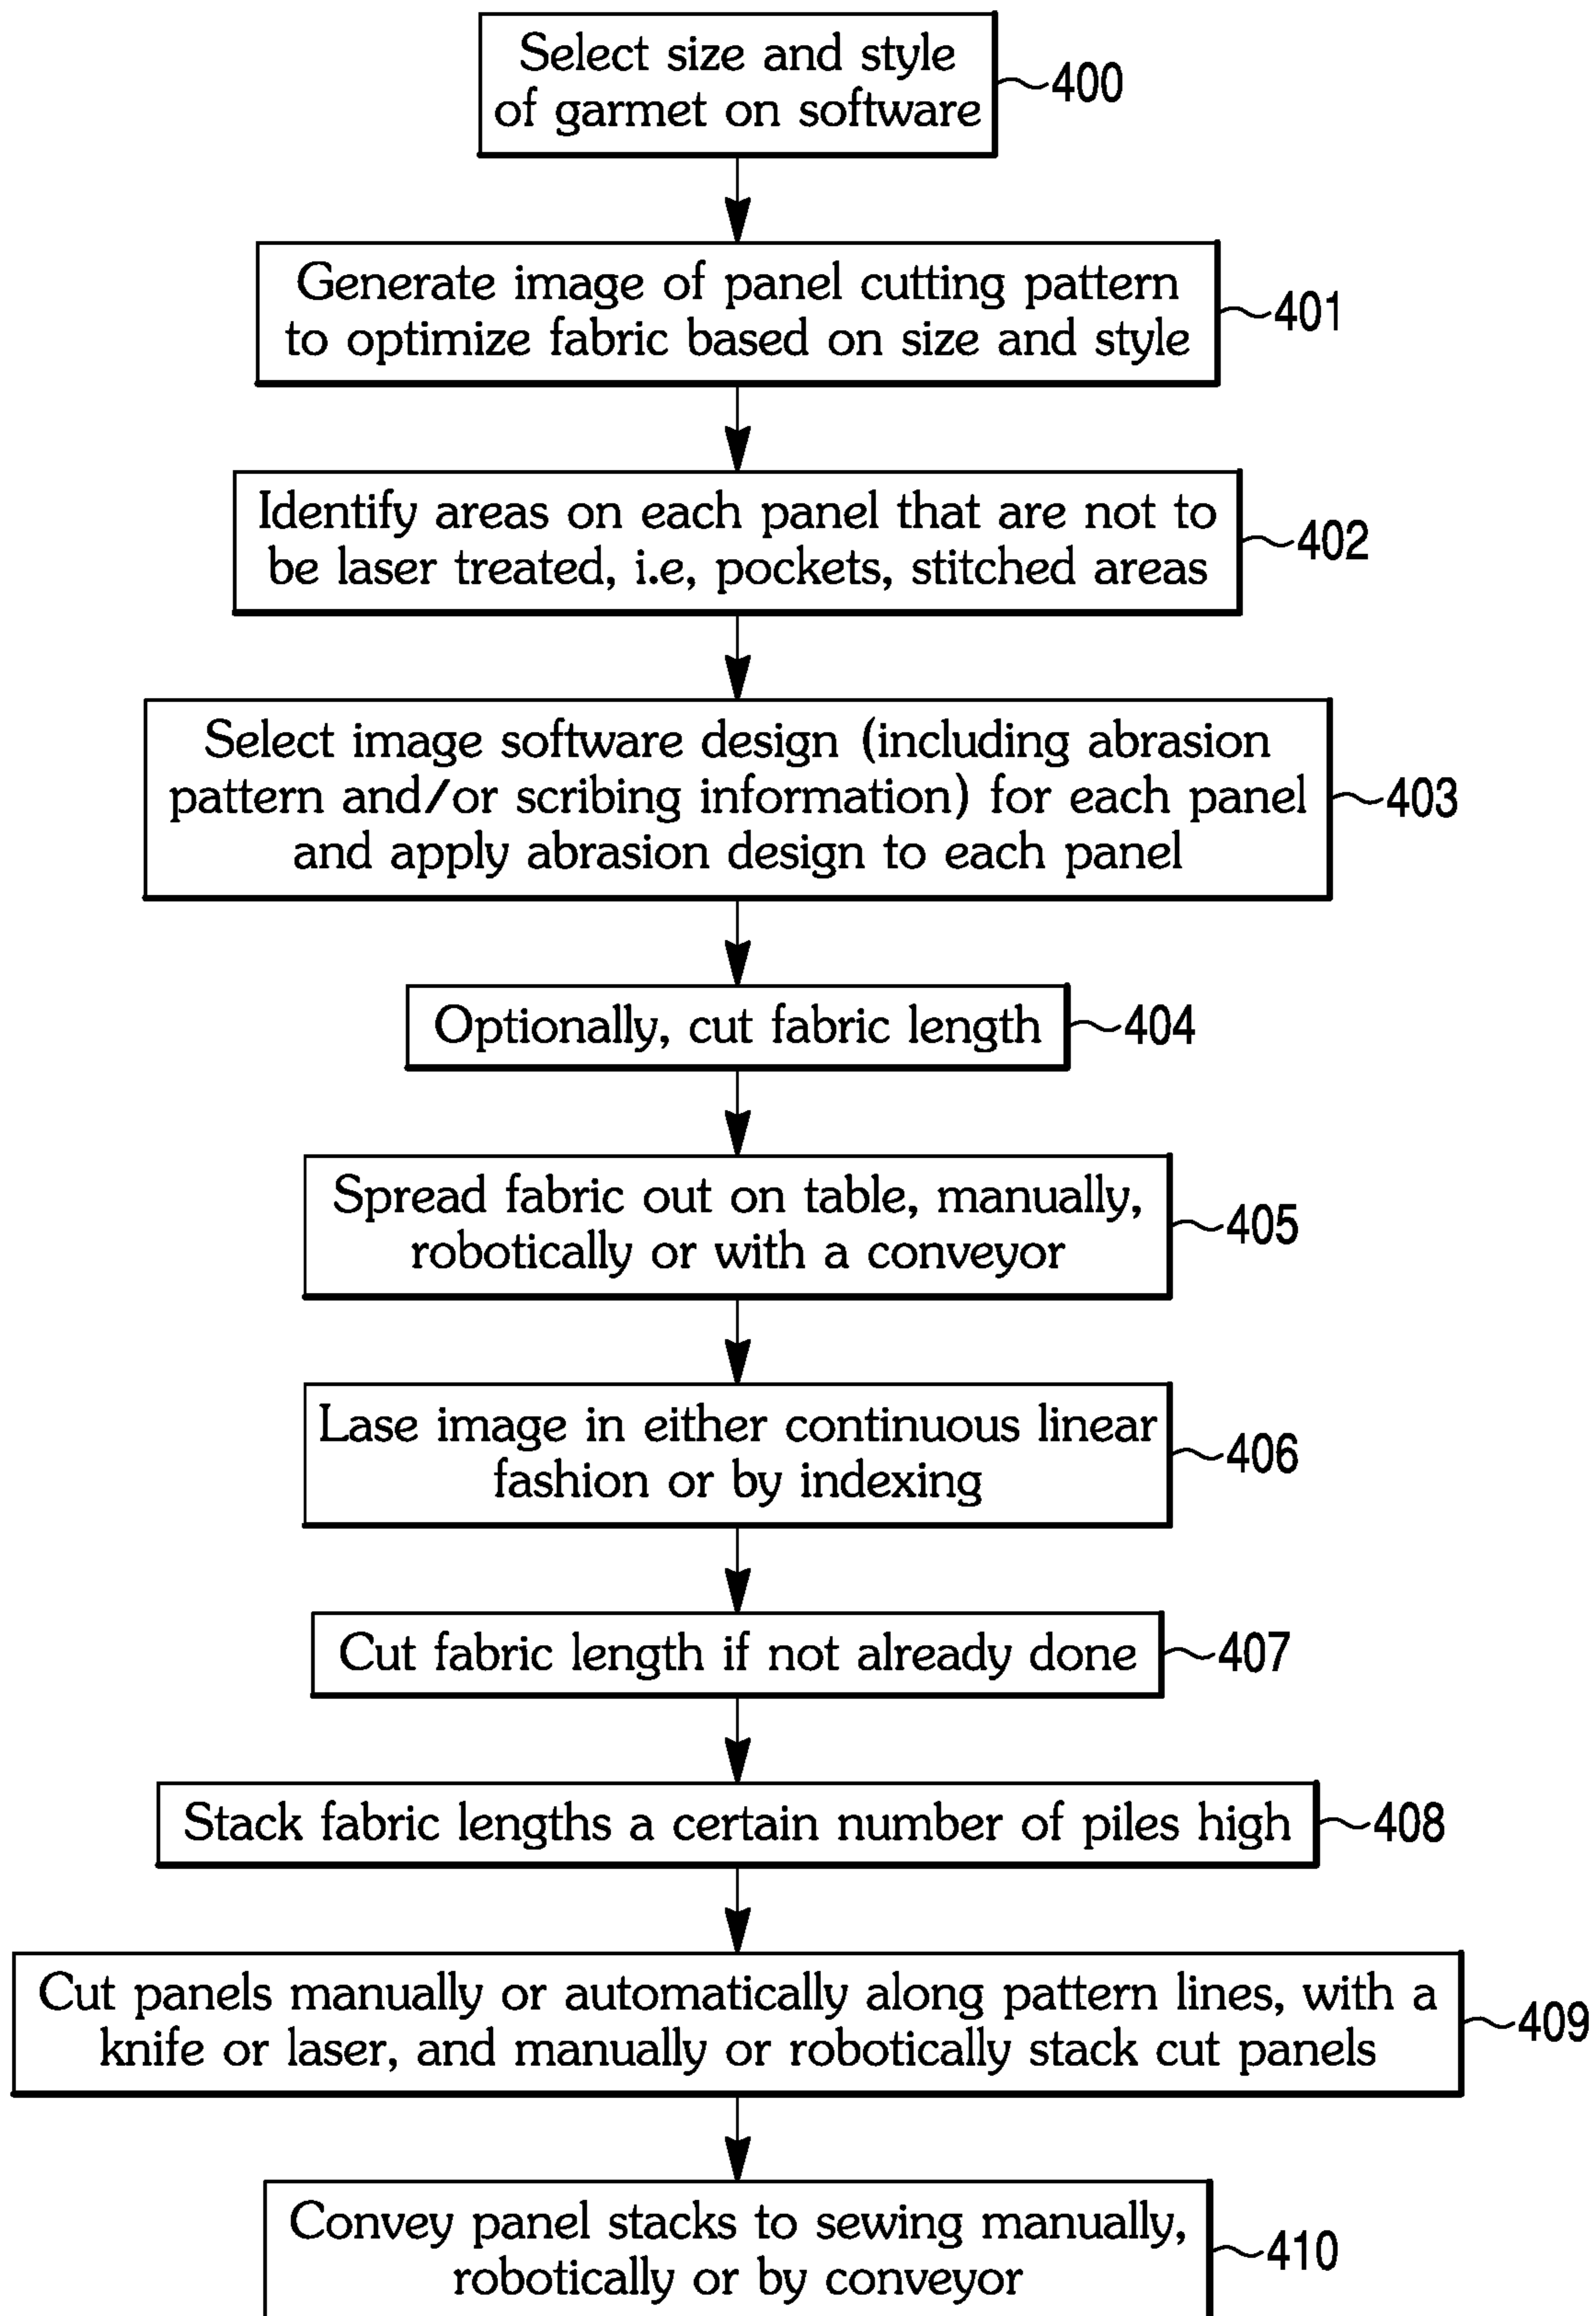 Select size and style
of garmet on software
400
Generate image of panel cutting pattern
to optimize fabric based on size and style
401
Identify areas on each panel that are not to
be laser treated, i.e, pockets, stitched areas
402
Select image software design (including abrasion
pattern and/or scribing information) for each panel
and apply abrasion design to each panel
403
Optionally, cut fabric length
404
Spread fabric out on table, manually,
robotically or with a conveyor
405
Lase image in either continuous linear
fashion or by indexing
406
Cut fabric length if not already done
407
Stack fabric lengths a certain number of piles high
408
Cut panels manually or automatically along pattern lines, with a
knife or laser, and manually or robotically stack cut panels
409
Convey panel stacks to sewing manually,
robotically or by conveyor
410